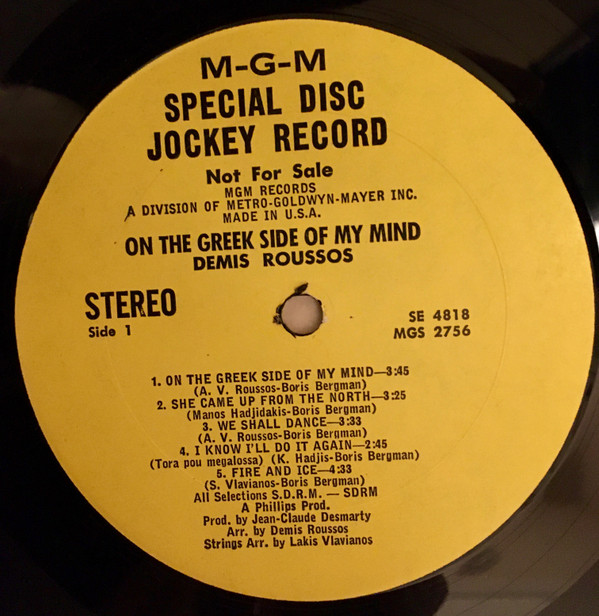 M-G-M
SPECIAL DISC
JOCKEY RECORD
Not For Sale
MGM RECORDS
A DIVISION OF METRO-GOLDWYN-MAYER INC.
MADE IN U.S.A.
ON THE GREEK SIDE OF MY MIND
DEMIS ROUSSOS
STEREO
Side 1
SE 4818
MGS 2756
1. ON THE GREEK SIDE OF MY MIND—3:45
(A. V. Roussos-Boris Bergman)
2. SHE CAME UP FROM THE NORTH—3:25
(Manos Hadjidakis-Boris Bergman)
3. WE SHALL DANCE—3:33
(A. V. Roussos-Boris Bergman)
4. I KNOW I'LL DO IT AGAIN—2:45
(Tora pou megalossa) (K. Hadjis-Boris Bergman)
5. FIRE AND ICE—4:33
(S. Vlavianos-Boris Bergman)
All Selections S.D.R.M. — SDRM
A Phillips Prod.
Prod. by Jean-Claude Desmarty
Arr. by Demis Roussos
Strings Arr. by Lakis Vlavianos